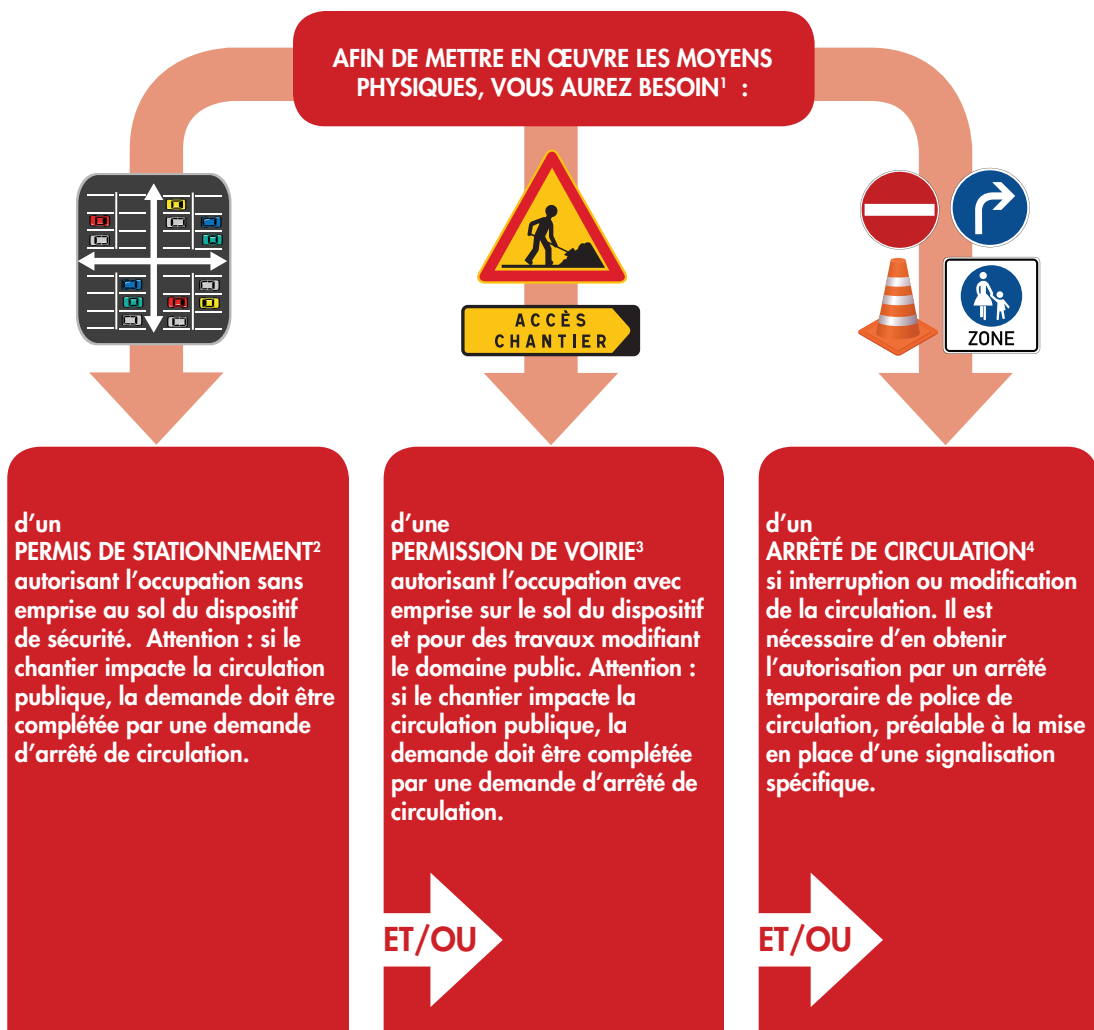 AFIN DE METTRE EN ŒUVRE LES MOYENS
PHYSIQUES, VOUS AUREZ BESOIN¹ :
ACCÈS
CHANTIER
ZONE
d’un
PERMIS DE STATIONNEMENT²
autorisant l’occupation sans
emprise au sol du dispositif
de sécurité. Attention : si le
chantier impacte la circulation
publique, la demande doit être
complétée par une demande
d’arrêté de circulation.
d’une
PERMISSION DE VOIRIE³
autorisant l’occupation avec
emprise sur le sol du dispositif
et pour des travaux modifiant
le domaine public. Attention :
si le chantier impacte la
circulation publique, la
demande doit être complétée
par une demande d’arrêté de
circulation.
ET/OU
d’un
ARRÊTÉ DE CIRCULATION⁴
si interruption ou modification
de la circulation. Il est
nécessaire d’en obtenir
l’autorisation par un arrêté
temporaire de police de
circulation, préalable à la mise
en place d’une signalisation
spécifique.
ET/OU